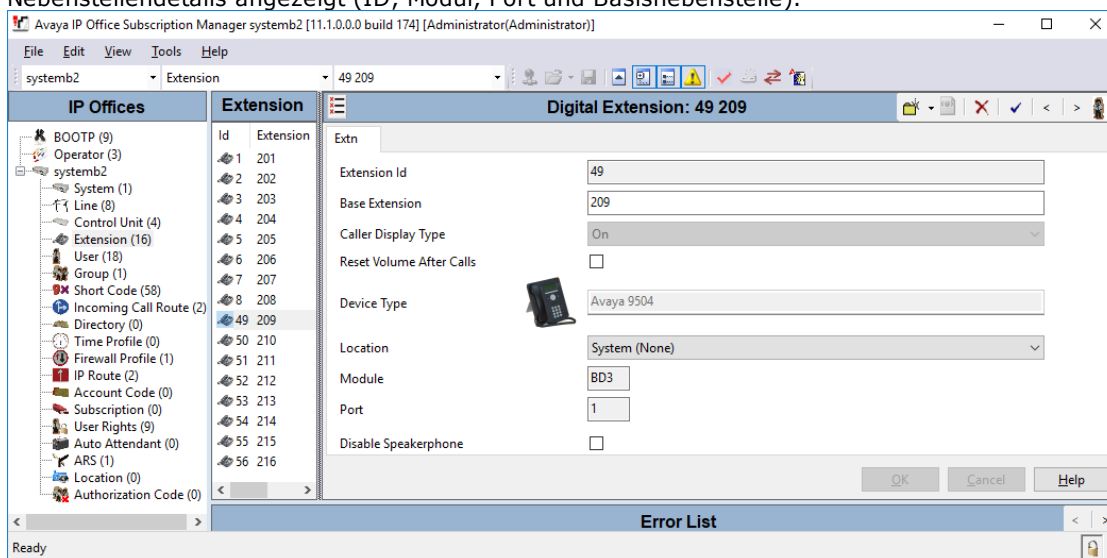 Nebenstellendetails angezeigt (ID, Modul, Port und Basisnebenstelle).
Avaya IP Office Subscription Manager systemb2 [11.1.0.0.0 build 174] [Administrator(Administrator)]
File Edit View Tools Help
systemb2 Extension 49 209
IP Offices
BOOTP (9)
Operator (3)
systemb2
System (1)
Line (8)
Control Unit (4)
Extension (16)
User (18)
Group (1)
Short Code (58)
Incoming Call Route (2)
Directory (0)
Time Profile (0)
Firewall Profile (1)
IP Route (2)
Account Code (0)
Subscription (0)
User Rights (9)
Auto Attendant (0)
ARS (1)
Location (0)
Authorization Code (0)
Extension
Id Extension
1 201
2 202
3 203
4 204
5 205
6 206
7 207
8 208
49 209
50 210
51 211
52 212
53 213
54 214
55 215
56 216
Digital Extension: 49 209
Extn
Extension Id 49
Base Extension 209
Caller Display Type On
Reset Volume After Calls
Device Type Avaya 9504
Location System (None)
Module BD3
Port 1
Disable Speakerphone
OK Cancel Help
Error List
Ready